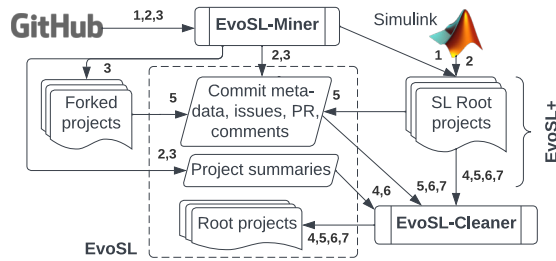 GitHub
1,2,3
EvoSL-Miner
Simulink
3
2,3
1
2
Forked
projects
5
Commit meta-
data, issues, PR,
comments
5
SL Root
projects
EvoSL+
2,3
Project summaries
4,6
5,6,7
4,5,6,7
Root projects
4,5,6,7
EvoSL-Cleaner
EvoSL